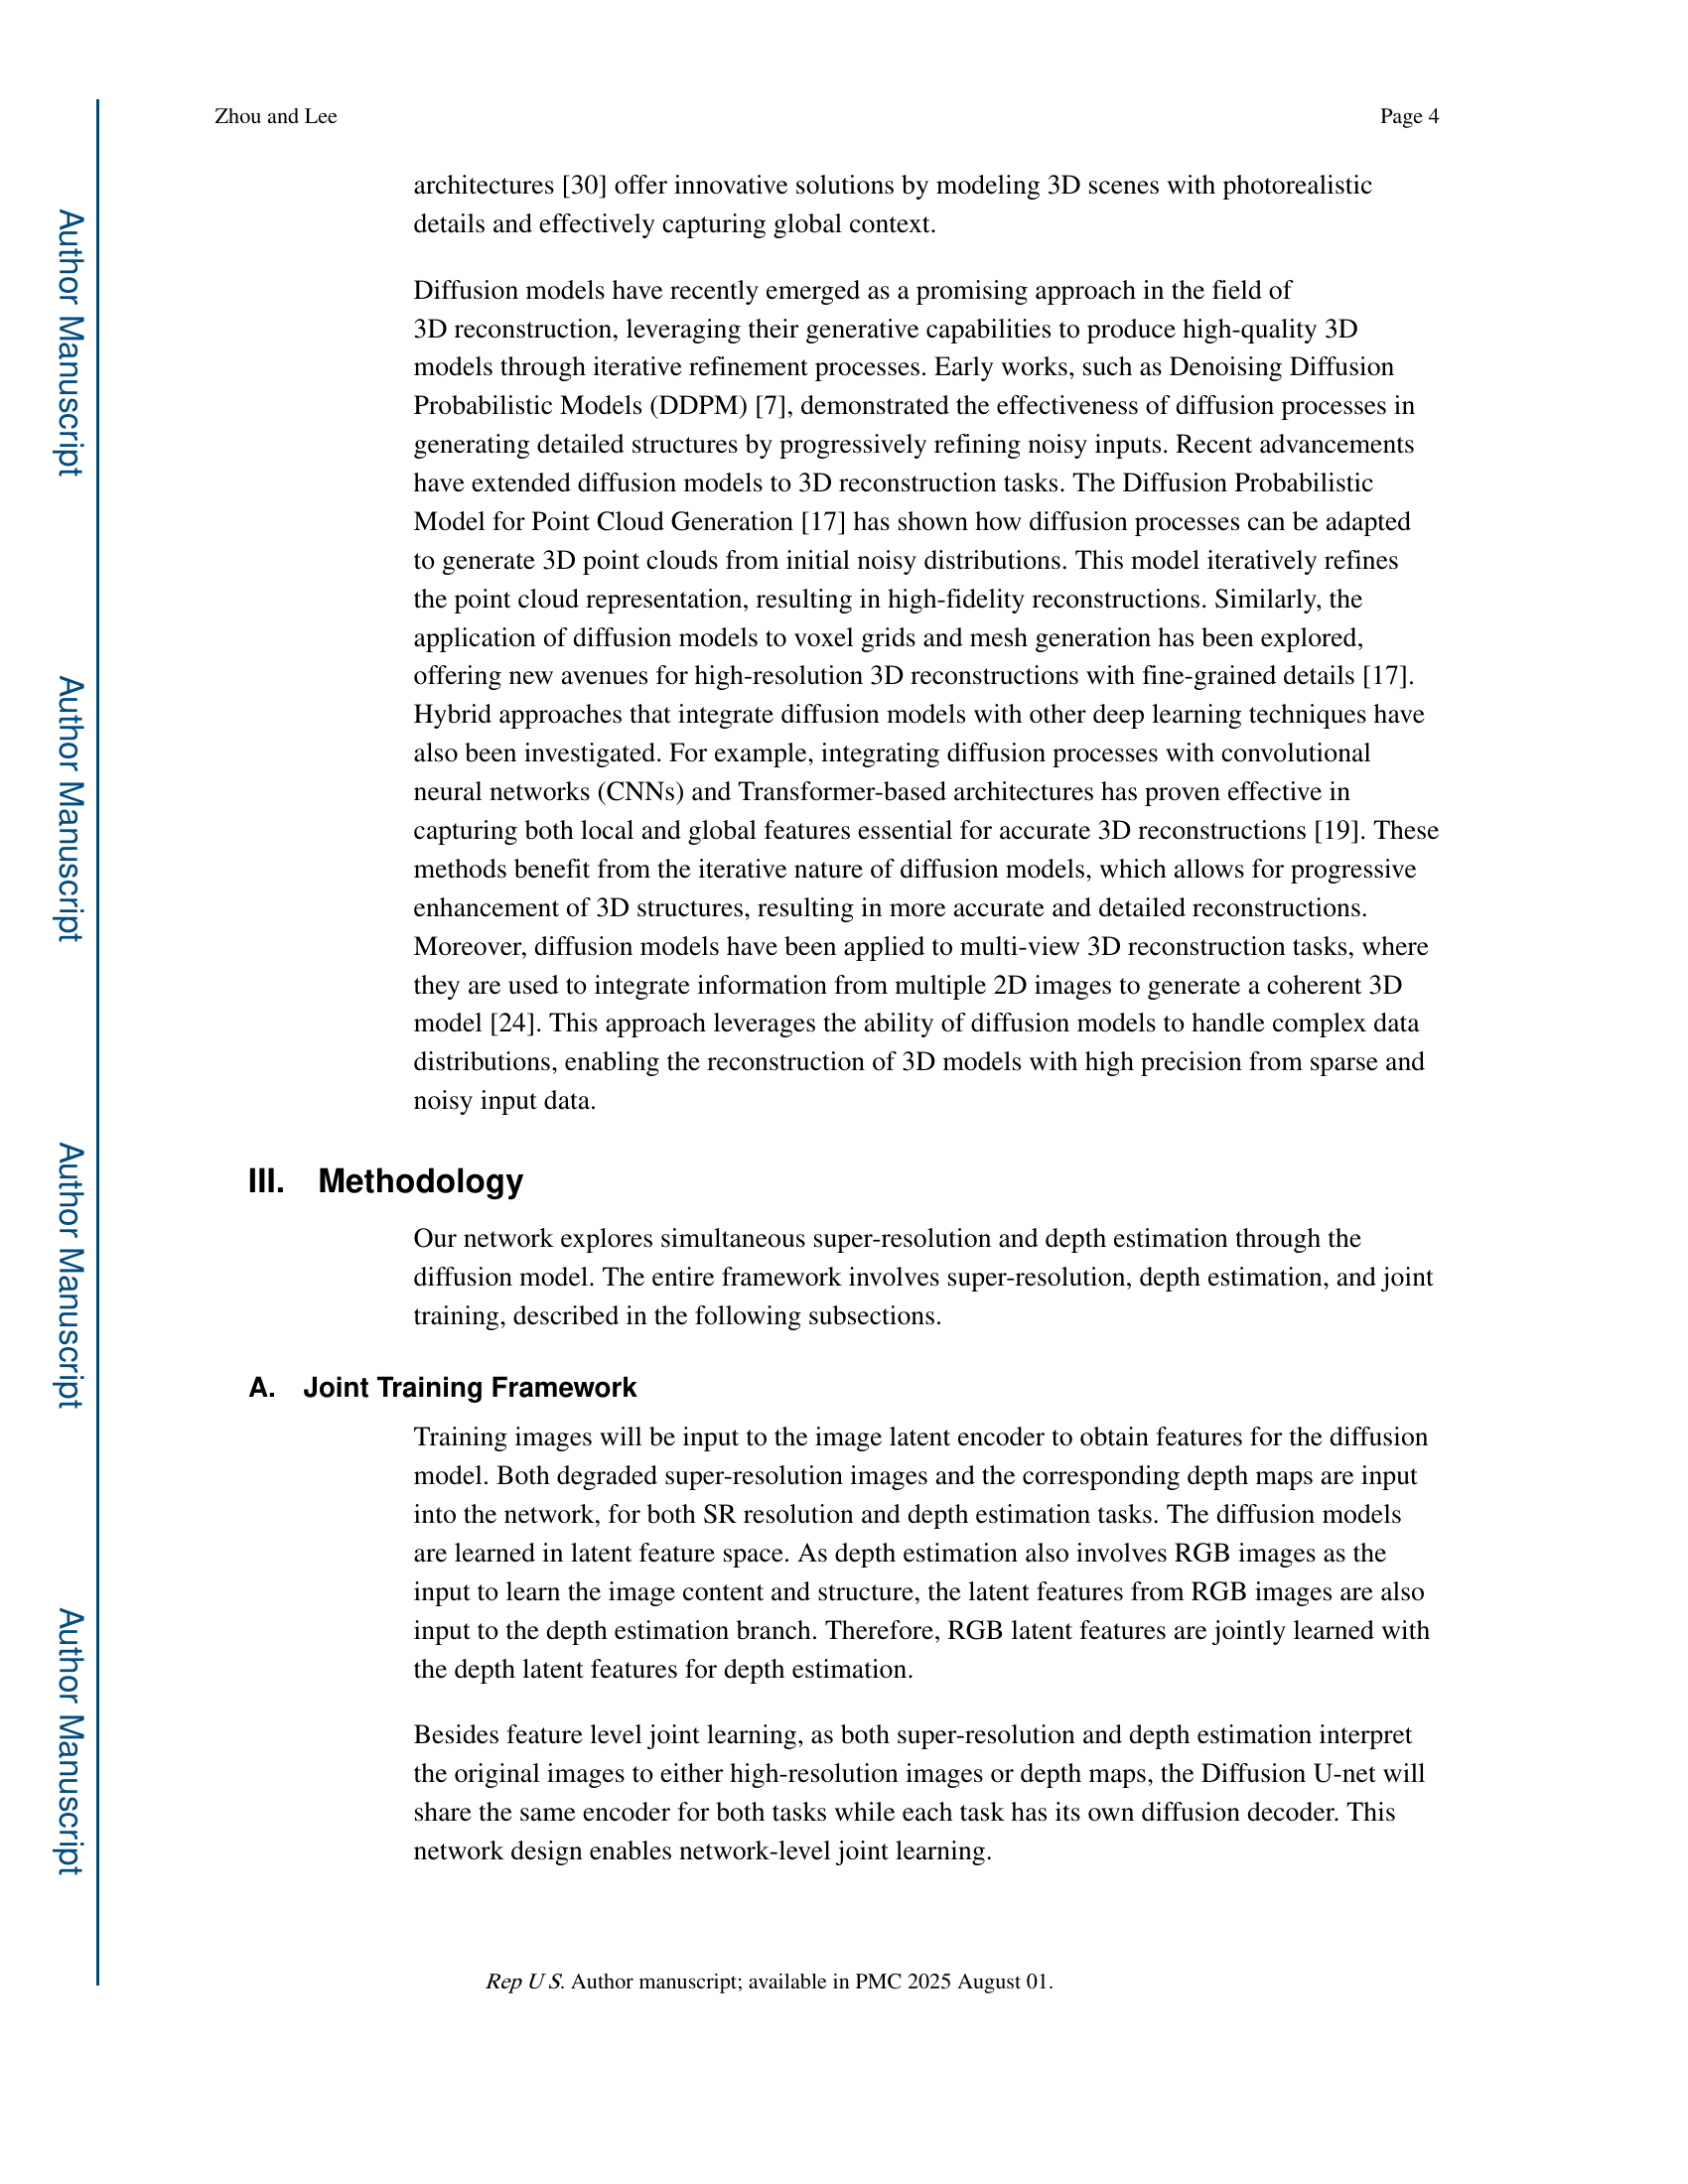 Zhou and Lee
Page 4
architectures [30] offer innovative solutions by modeling 3D scenes with photorealistic
details and effectively capturing global context.
Diffusion models have recently emerged as a promising approach in the field of
3D reconstruction, leveraging their generative capabilities to produce high-quality 3D
models through iterative refinement processes. Early works, such as Denoising Diffusion
Probabilistic Models (DDPM) [7], demonstrated the effectiveness of diffusion processes in
generating detailed structures by progressively refining noisy inputs. Recent advancements
have extended diffusion models to 3D reconstruction tasks. The Diffusion Probabilistic
Model for Point Cloud Generation [17] has shown how diffusion processes can be adapted
to generate 3D point clouds from initial noisy distributions. This model iteratively refines
the point cloud representation, resulting in high-fidelity reconstructions. Similarly, the
application of diffusion models to voxel grids and mesh generation has been explored,
offering new avenues for high-resolution 3D reconstructions with fine-grained details [17].
Hybrid approaches that integrate diffusion models with other deep learning techniques have
also been investigated. For example, integrating diffusion processes with convolutional
neural networks (CNNs) and Transformer-based architectures has proven effective in
capturing both local and global features essential for accurate 3D reconstructions [19]. These
methods benefit from the iterative nature of diffusion models, which allows for progressive
enhancement of 3D structures, resulting in more accurate and detailed reconstructions.
Moreover, diffusion models have been applied to multi-view 3D reconstruction tasks, where
they are used to integrate information from multiple 2D images to generate a coherent 3D
model [24]. This approach leverages the ability of diffusion models to handle complex data
distributions, enabling the reconstruction of 3D models with high precision from sparse and
noisy input data.
III. Methodology
Our network explores simultaneous super-resolution and depth estimation through the
diffusion model. The entire framework involves super-resolution, depth estimation, and joint
training, described in the following subsections.
A. Joint Training Framework
Training images will be input to the image latent encoder to obtain features for the diffusion
model. Both degraded super-resolution images and the corresponding depth maps are input
into the network, for both SR resolution and depth estimation tasks. The diffusion models
are learned in latent feature space. As depth estimation also involves RGB images as the
input to learn the image content and structure, the latent features from RGB images are also
input to the depth estimation branch. Therefore, RGB latent features are jointly learned with
the depth latent features for depth estimation.
Besides feature level joint learning, as both super-resolution and depth estimation interpret
the original images to either high-resolution images or depth maps, the Diffusion U-net will
share the same encoder for both tasks while each task has its own diffusion decoder. This
network design enables network-level joint learning.
Rep U S. Author manuscript; available in PMC 2025 August 01.
Author Manuscript
Author Manuscript
Author Manuscript
Author Manuscript